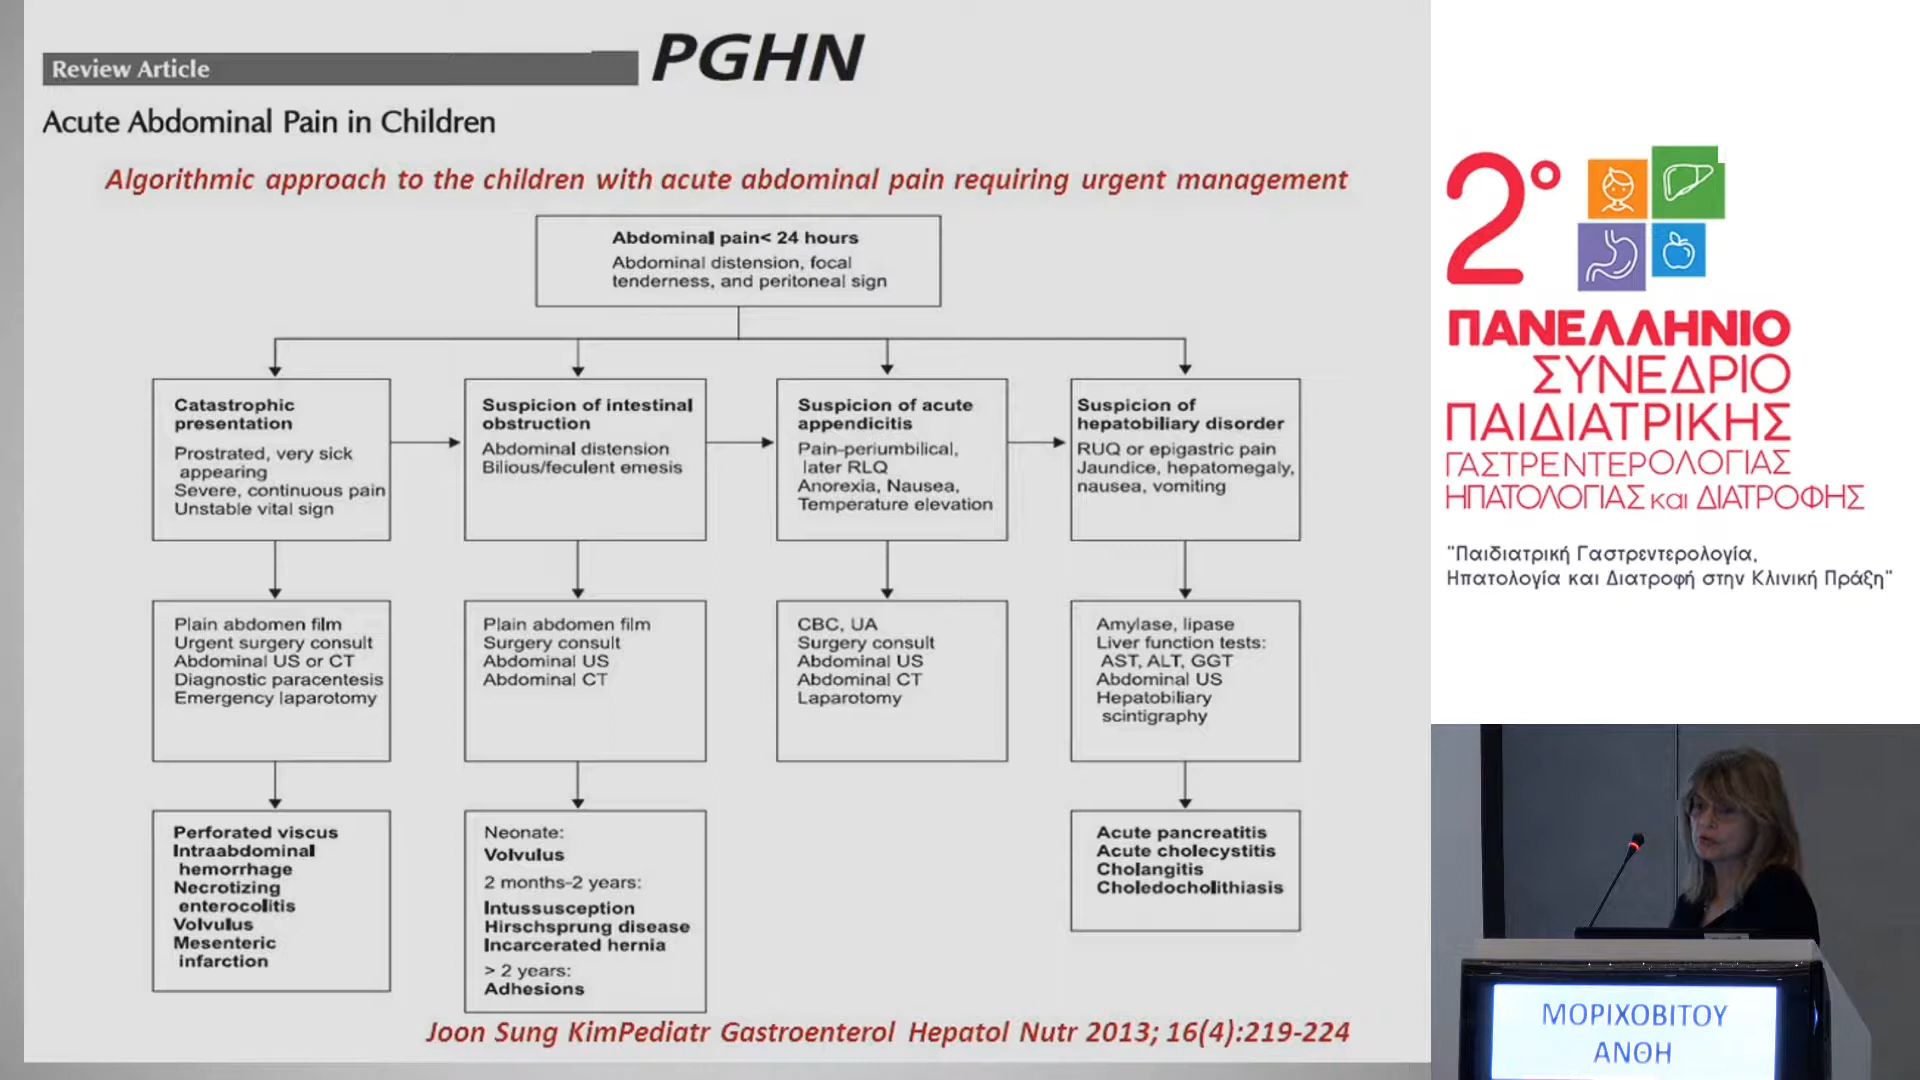 Review Article
PGHN
Acute Abdominal Pain in Children
Algorithmic approach to the children with acute abdominal pain requiring urgent management
Abdominal pain< 24 hours
Abdominal distension, focal
tenderness, and peritoneal sign
Catastrophic
presentation
Prostrated, very sick
appearing
Severe, continuous pain
Unstable vital sign
Suspicion of intestinal
obstruction
Abdominal distension
Bilious/feculent emesis
Suspicion of acute
appendicitis
Pain-periumbilical,
later RLQ
Anorexia, Nausea,
Temperature elevation
Suspicion of
hepatobiliary disorder
RUQ or epigastric pain
Jaundice, hepatomegaly,
nausea, vomiting
Plain abdomen film
Urgent surgery consult
Abdominal US or CT
Diagnostic paracentesis
Emergency laparotomy
Plain abdomen film
Surgery consult
Abdominal US
Abdominal CT
CBC, UA
Surgery consult
Abdominal US
Abdominal CT
Laparotomy
Amylase, lipase
Liver function tests:
AST, ALT, GGT
Abdominal US
Hepatobiliary
scintigraphy
Perforated viscus
Intraabdominal
hemorrhage
Necrotizing
enterocolitis
Volvulus
Mesenteric
infarction
Neonate:
Volvulus
2 months-2 years:
Intussusception
Hirschsprung disease
Incarcerated hernia
> 2 years:
Adhesions
Acute pancreatitis
Acute cholecystitis
Cholangitis
Choledocholithiasis
Joon Sung KimPediatr Gastroenterol Hepatol Nutr 2013; 16(4):219-224
2°
ΠΑΝΕΛΛΗΝΙΟ
ΣΥΝΕΔΡΙΟ
ΠΑΙΔΙΑΤΡΙΚΗΣ
ΓΑΣΤΡΕΝΤΕΡΟΛΟΓΙΑΣ
ΗΠΑΤΟΛΟΓΙΑΣ και ΔΙΑΤΡΟΦΗΣ
"Παιδιατρική Γαστρεντερολογία,
Ηπατολογία και Διατροφή στην Κλινική Πράξη"
ΜΟΡΙΧΟΒΙΤΟΥ
ΑΝΘΗ